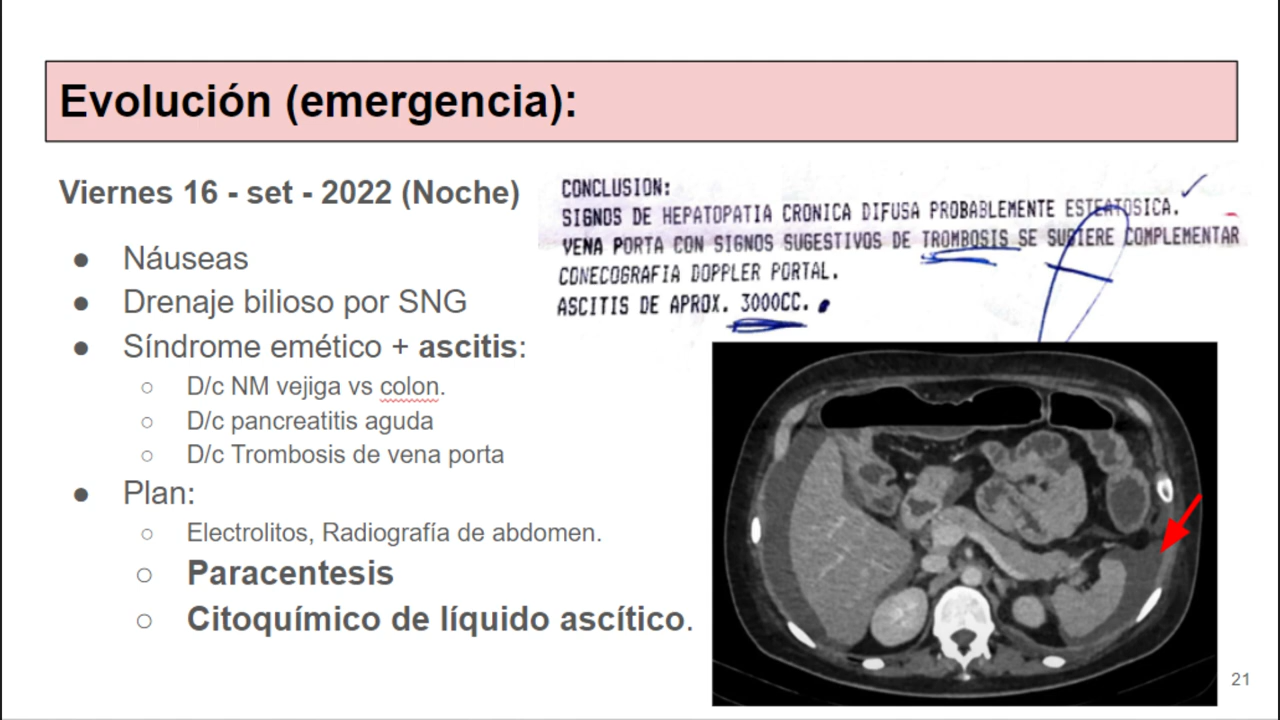 Evolución (emergencia):
Viernes 16 - set - 2022 (Noche)
● Náuseas
● Drenaje bilioso por SNG
● Síndrome emético + ascitis:
○ D/c NM vejiga vs colon.
○ D/c pancreatitis aguda
○ D/c Trombosis de vena porta
● Plan:
○ Electrolitos, Radiografía de abdomen.
○ Paracentesis
○ Citoquímico de líquido ascítico.
CONCLUSION:
SIGNOS DE HEPATOPATIA CRONICA DIFUSA PROBABLEMENTE ESTEATOSICA.
VENA PORTA CON SIGNOS SUGESTIVOS DE TROMBOSIS SE SUBIERE COMPLEMENTAR
CONECOGRAFIA DOPPLER PORTAL.
ASCITIS DE APROX. 3000CC.
21